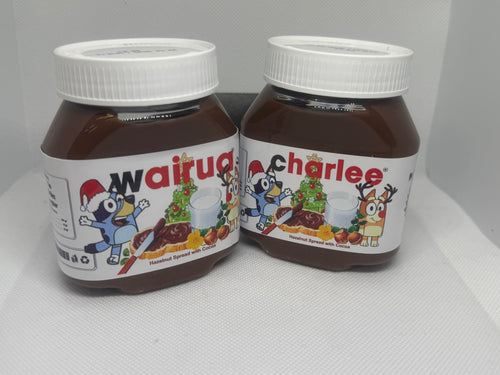 wairua
Hazelnut Spread with Cocoa
charlee®
Hazelnut Spread with Cocoa